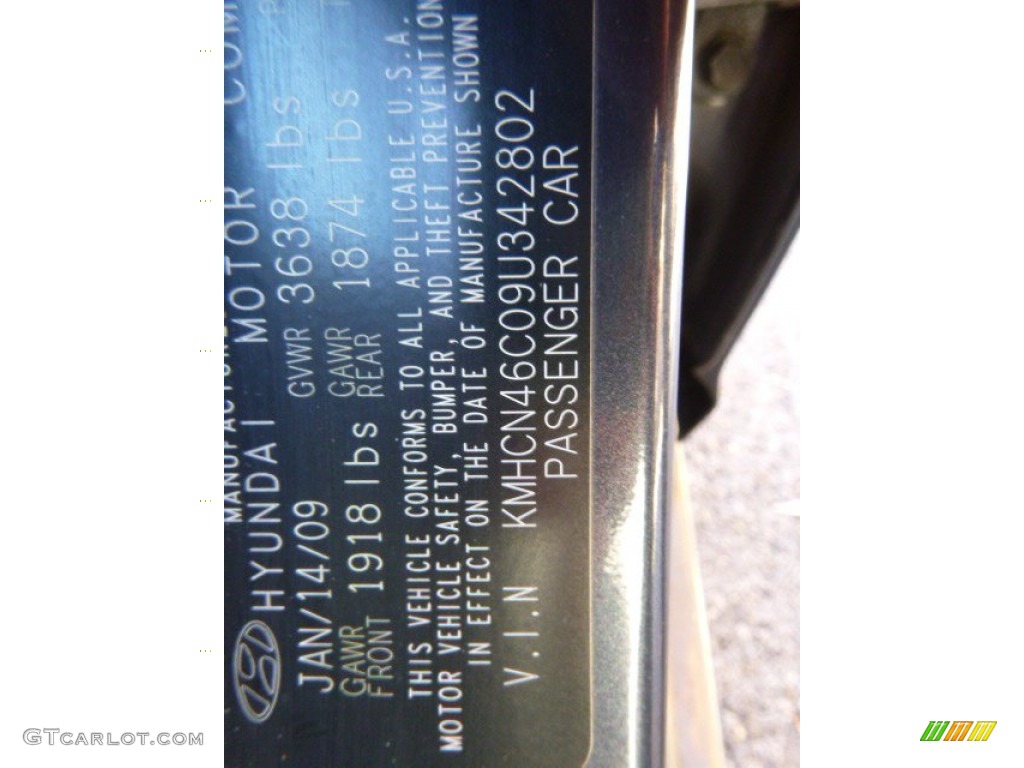 MANUFACTURE
HYUNDAI MOTOR COM
JAN/14/09 GVWR 3638 lbs
GAWR FRONT 1918 lbs GAWR REAR 1874 lbs
THIS VEHICLE CONFORMS TO ALL APPLICABLE U.S.A.
MOTOR VEHICLE SAFETY, BUMPER, AND THEFT PREVENTION
IN EFFECT ON THE DATE OF MANUFACTURE SHOWN
V.I.N KMHCN46C09U342802
PASSENGER CAR
GTCARLOT.COM